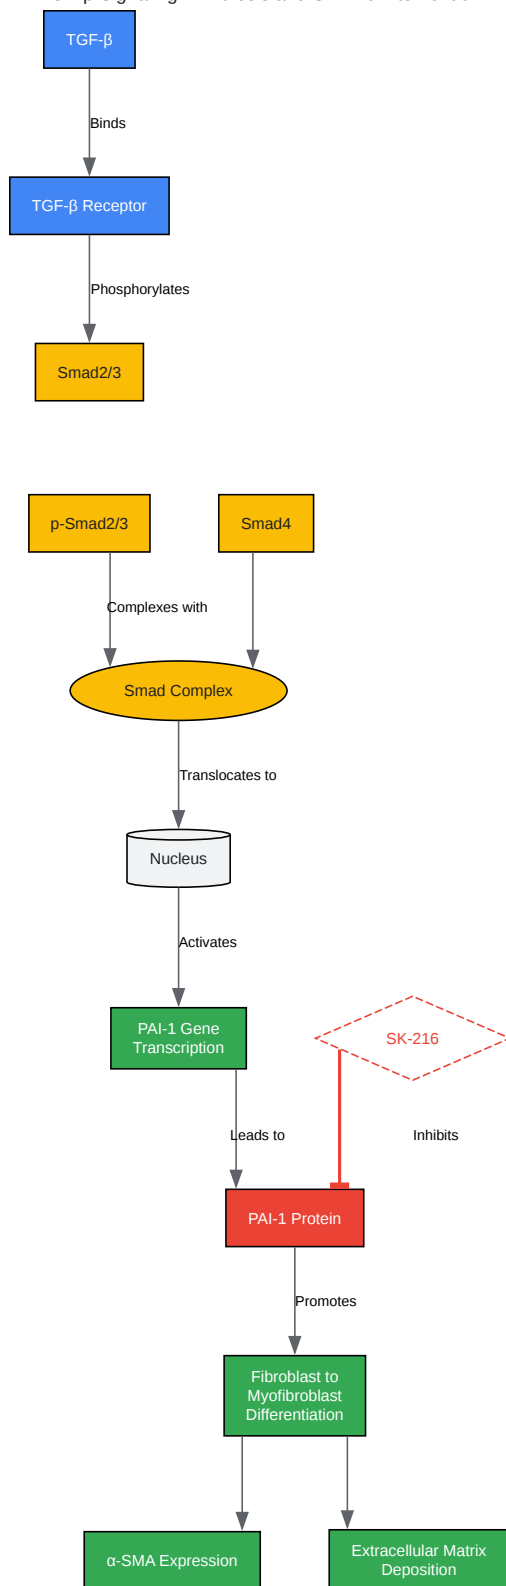 TGF-β
Binds
TGF-β Receptor
Phosphorylates
Smad2/3
p-Smad2/3
Smad4
Complexes with
Smad Complex
Translocates to
Nucleus
Activates
PAI-1 Gene
Transcription
SK-216
Leads to
Inhibits
PAI-1 Protein
Promotes
Fibroblast to
Myofibroblast
Differentiation
α-SMA Expression
Extracellular Matrix
Deposition